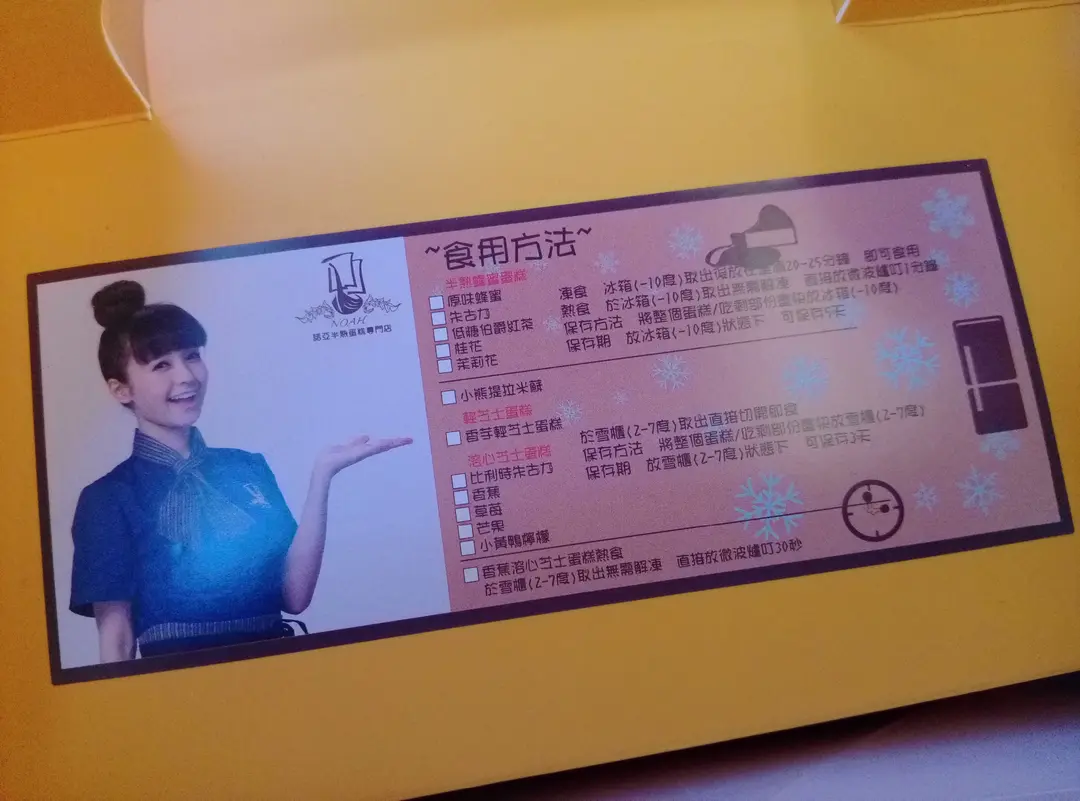 NOAH
諾亞半熟蛋糕專門店
~食用方法~
半熟蜂蜜蛋糕
原味蜂蜜
朱古力
低糖伯爵紅茶
桂花
茉莉花
凍食 冰箱(-10度)取出後放20-25分鐘 即可食用
熱食 於冰箱(-10度)取出無需解凍 直接放微波爐叮1分鐘
保存方法 將整個蛋糕/吃剩部份盡快放冰箱(-10度)
保存期 放冰箱(-10度)狀態下 可保存5天
小熊提拉米蘇
輕芝士蛋糕
香芋輕芝士蛋糕
溶心芝士蛋糕
比利時朱古力
香蕉
草莓
芒果
小黃鴨檸檬
於雪櫃(2-7度)取出直接切開即食
保存方法 將整個蛋糕/吃剩部份盡快放雪櫃(2-7度)
保存期 放雪櫃(2-7度)狀態下 可保存3天
香蕉溶心芝士蛋糕熱食
於雪櫃(2-7度)取出無需解凍 直接放微波爐叮30秒